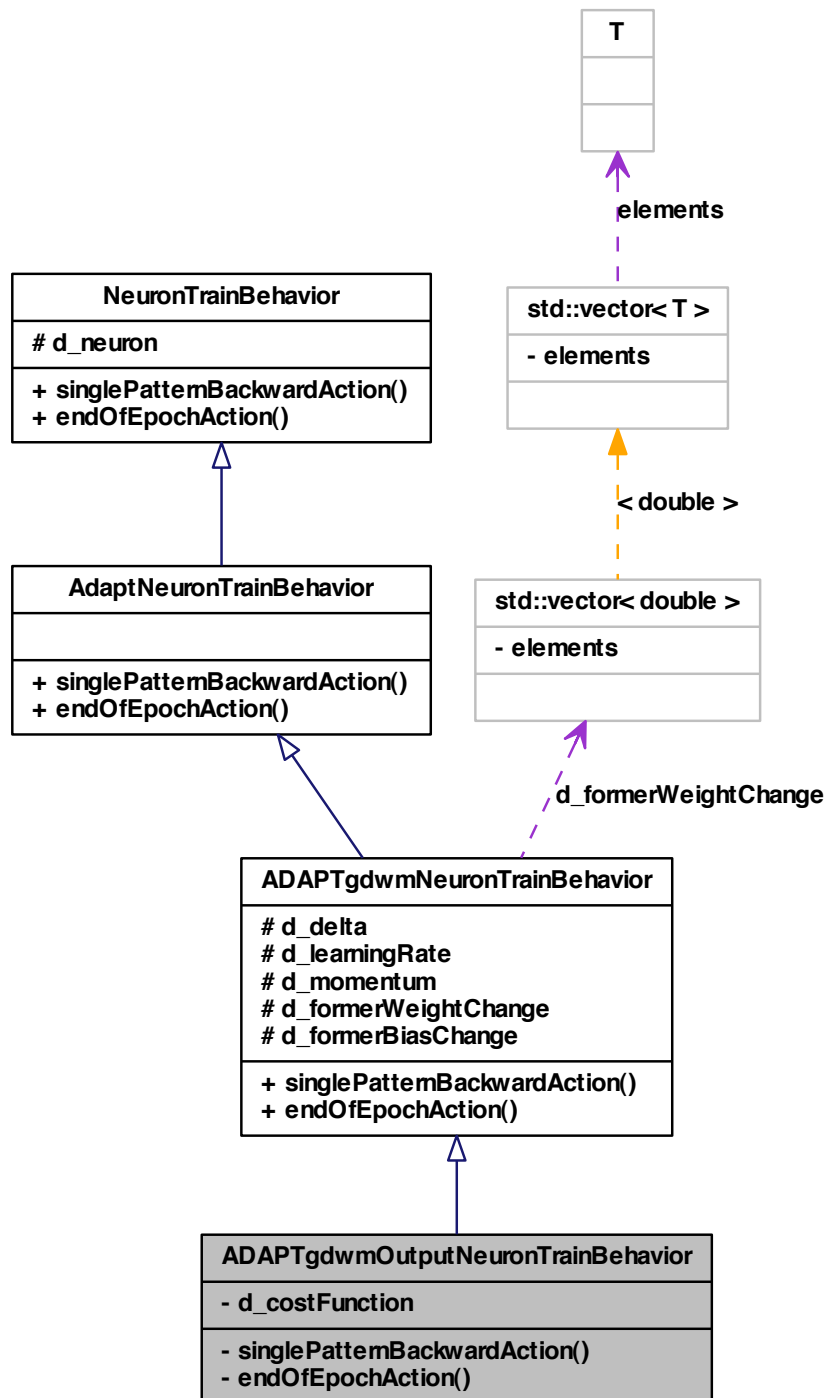 T
elements
NeuronTrainBehavior
# d_neuron
+ singlePatternBackwardAction()
+ endOfEpochAction()
std::vector< T >
- elements
< double >
AdaptNeuronTrainBehavior
+ singlePatternBackwardAction()
+ endOfEpochAction()
std::vector< double >
- elements
d_formerWeightChange
ADAPTgdwmNeuronTrainBehavior
# d_delta
# d_learningRate
# d_momentum
# d_formerWeightChange
# d_formerBiasChange
+ singlePatternBackwardAction()
+ endOfEpochAction()
ADAPTgdwmOutputNeuronTrainBehavior
- d_costFunction
- singlePatternBackwardAction()
- endOfEpochAction()